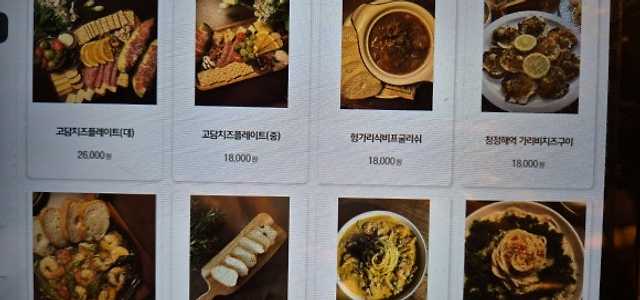 고담치즈플레이트(대)
26,000원
고담치즈플레이트(중)
18,000원
헝가리식비프굴라쉬
18,000원
청정해역 가리비치즈구이
18,000원